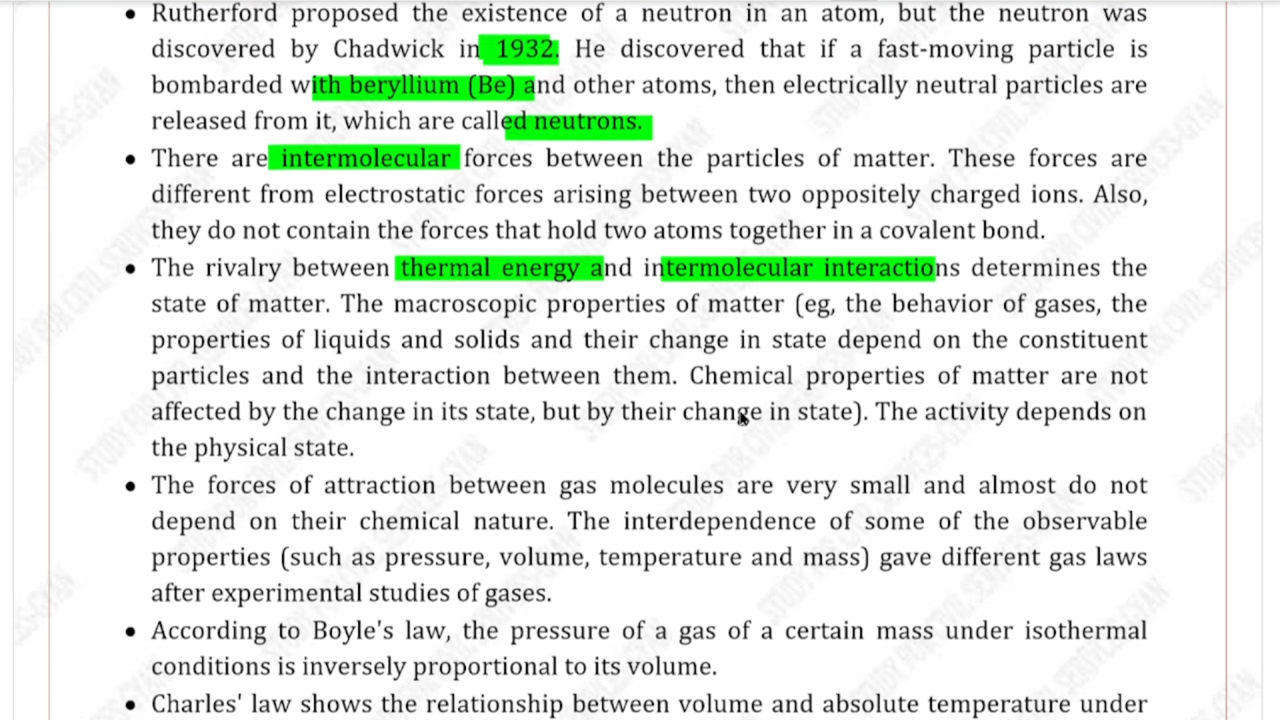 • Rutherford proposed the existence of a neutron in an atom, but the neutron was
discovered by Chadwick in 1932. He discovered that if a fast-moving particle is
bombarded with beryllium (Be) and other atoms, then electrically neutral particles are
released from it, which are called neutrons.
• There are intermolecular forces between the particles of matter. These forces are
different from electrostatic forces arising between two oppositely charged ions. Also,
they do not contain the forces that hold two atoms together in a covalent bond.
• The rivalry between thermal energy and intermolecular interactions determines the
state of matter. The macroscopic properties of matter (eg, the behavior of gases, the
properties of liquids and solids and their change in state depend on the constituent
particles and the interaction between them. Chemical properties of matter are not
affected by the change in its state, but by their change in state). The activity depends on
the physical state.
• The forces of attraction between gas molecules are very small and almost do not
depend on their chemical nature. The interdependence of some of the observable
properties (such as pressure, volume, temperature and mass) gave different gas laws
after experimental studies of gases.
• According to Boyle's law, the pressure of a gas of a certain mass under isothermal
conditions is inversely proportional to its volume.
• Charles' law shows the relationship between volume and absolute temperature under